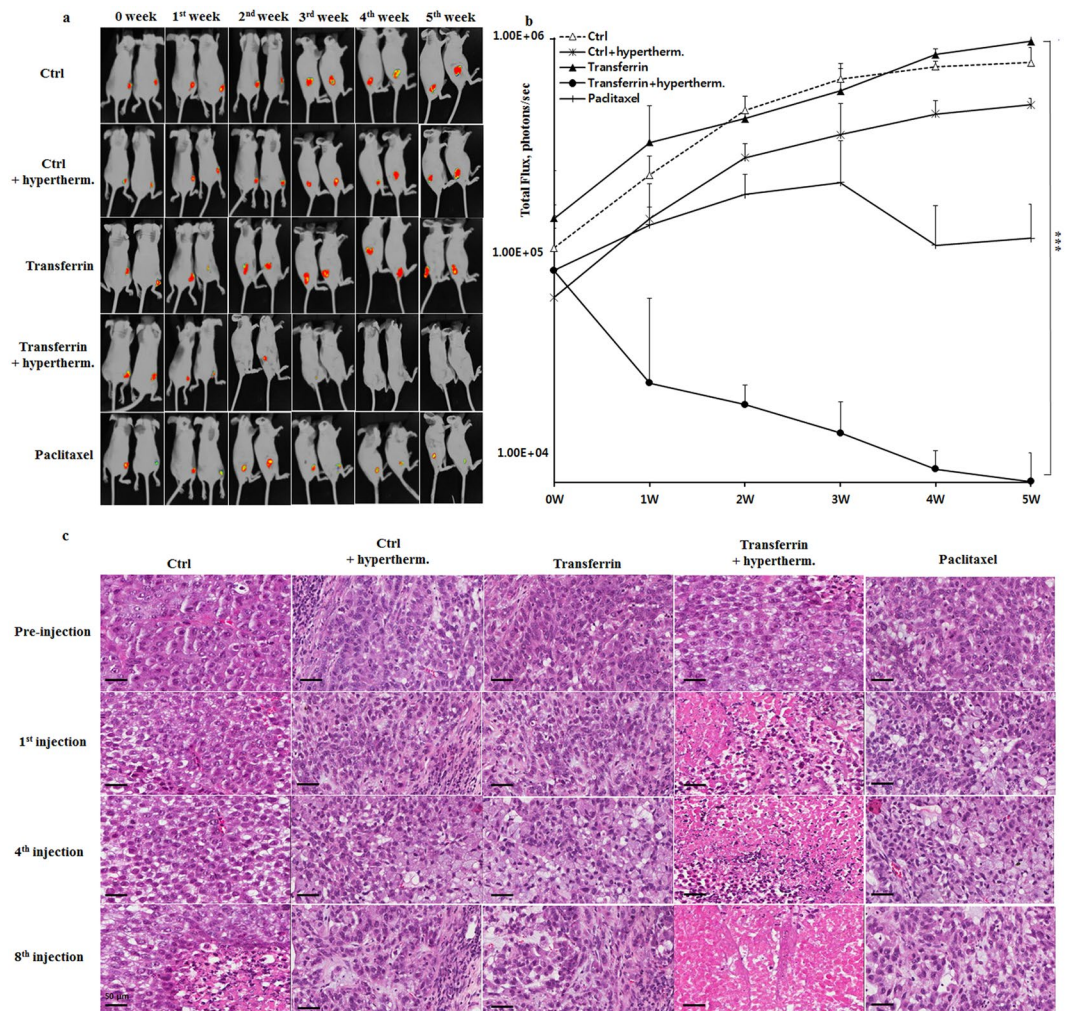 a
0 week 1st week 2nd week 3rd week 4th week 5th week
Ctrl
Ctrl
+ hypertherm.
Transferrin
Transferrin
+ hypertherm.
Paclitaxel
b
1.00E+06
1.00E+05
1.00E+04
Total Flux, photons/sec
Ctrl
Ctrl+hypertherm.
Transferrin
Transferrin+hypertherm.
Paclitaxel
***
0W 1W 2W 3W 4W 5W
c
Ctrl
Ctrl
+ hypertherm.
Transferrin
Transferrin
+ hypertherm.
Paclitaxel
Pre-injection
1st injection
4th injection
8th injection
50 μm